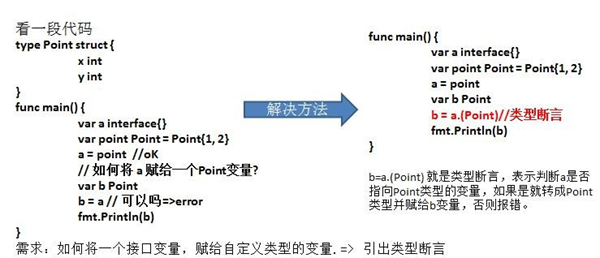 看一段代码
type Point struct {
x int
y int
}
func main() {
var a interface{}
var point Point = Point{1, 2}
a = point //oK
// 如何将 a 赋给一个Point变量?
var b Point
b = a // 可以吗=>error
fmt.Println(b)
}
需求: 如何将一个接口变量，赋给自定义类型的变量. => 引出类型断言
解决方法
func main() {
var a interface{}
var point Point = Point{1, 2}
a = point
var b Point
b = a.(Point)//类型断言
fmt.Println(b)
}
b=a.(Point) 就是类型断言，表示判断a是否
指向Point类型的变量，如果是就转成Point
类型并赋给b变量，否则报错。